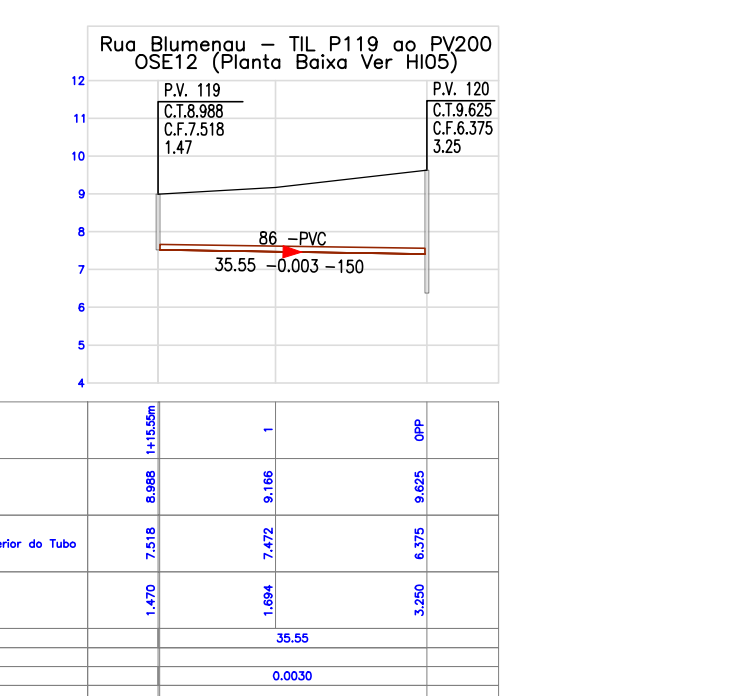 Rua Blumenau - TIL P119 ao PV200
OSE12 (Planta Baixa Ver HI05)
12
11
10
9
8
7
6
5
4
P.V. 119
C.T.8.988
C.F.7.518
1.47
P.V. 120
C.T.9.625
C.F.6.375
3.25
86 -PVC
35.55 -0.003 -150
1+15.55m
1
OPP
8.988
9.166
9.625
erior do Tubo
7.518
7.472
6.375
1.470
1.694
3.250
35.55
0.0030